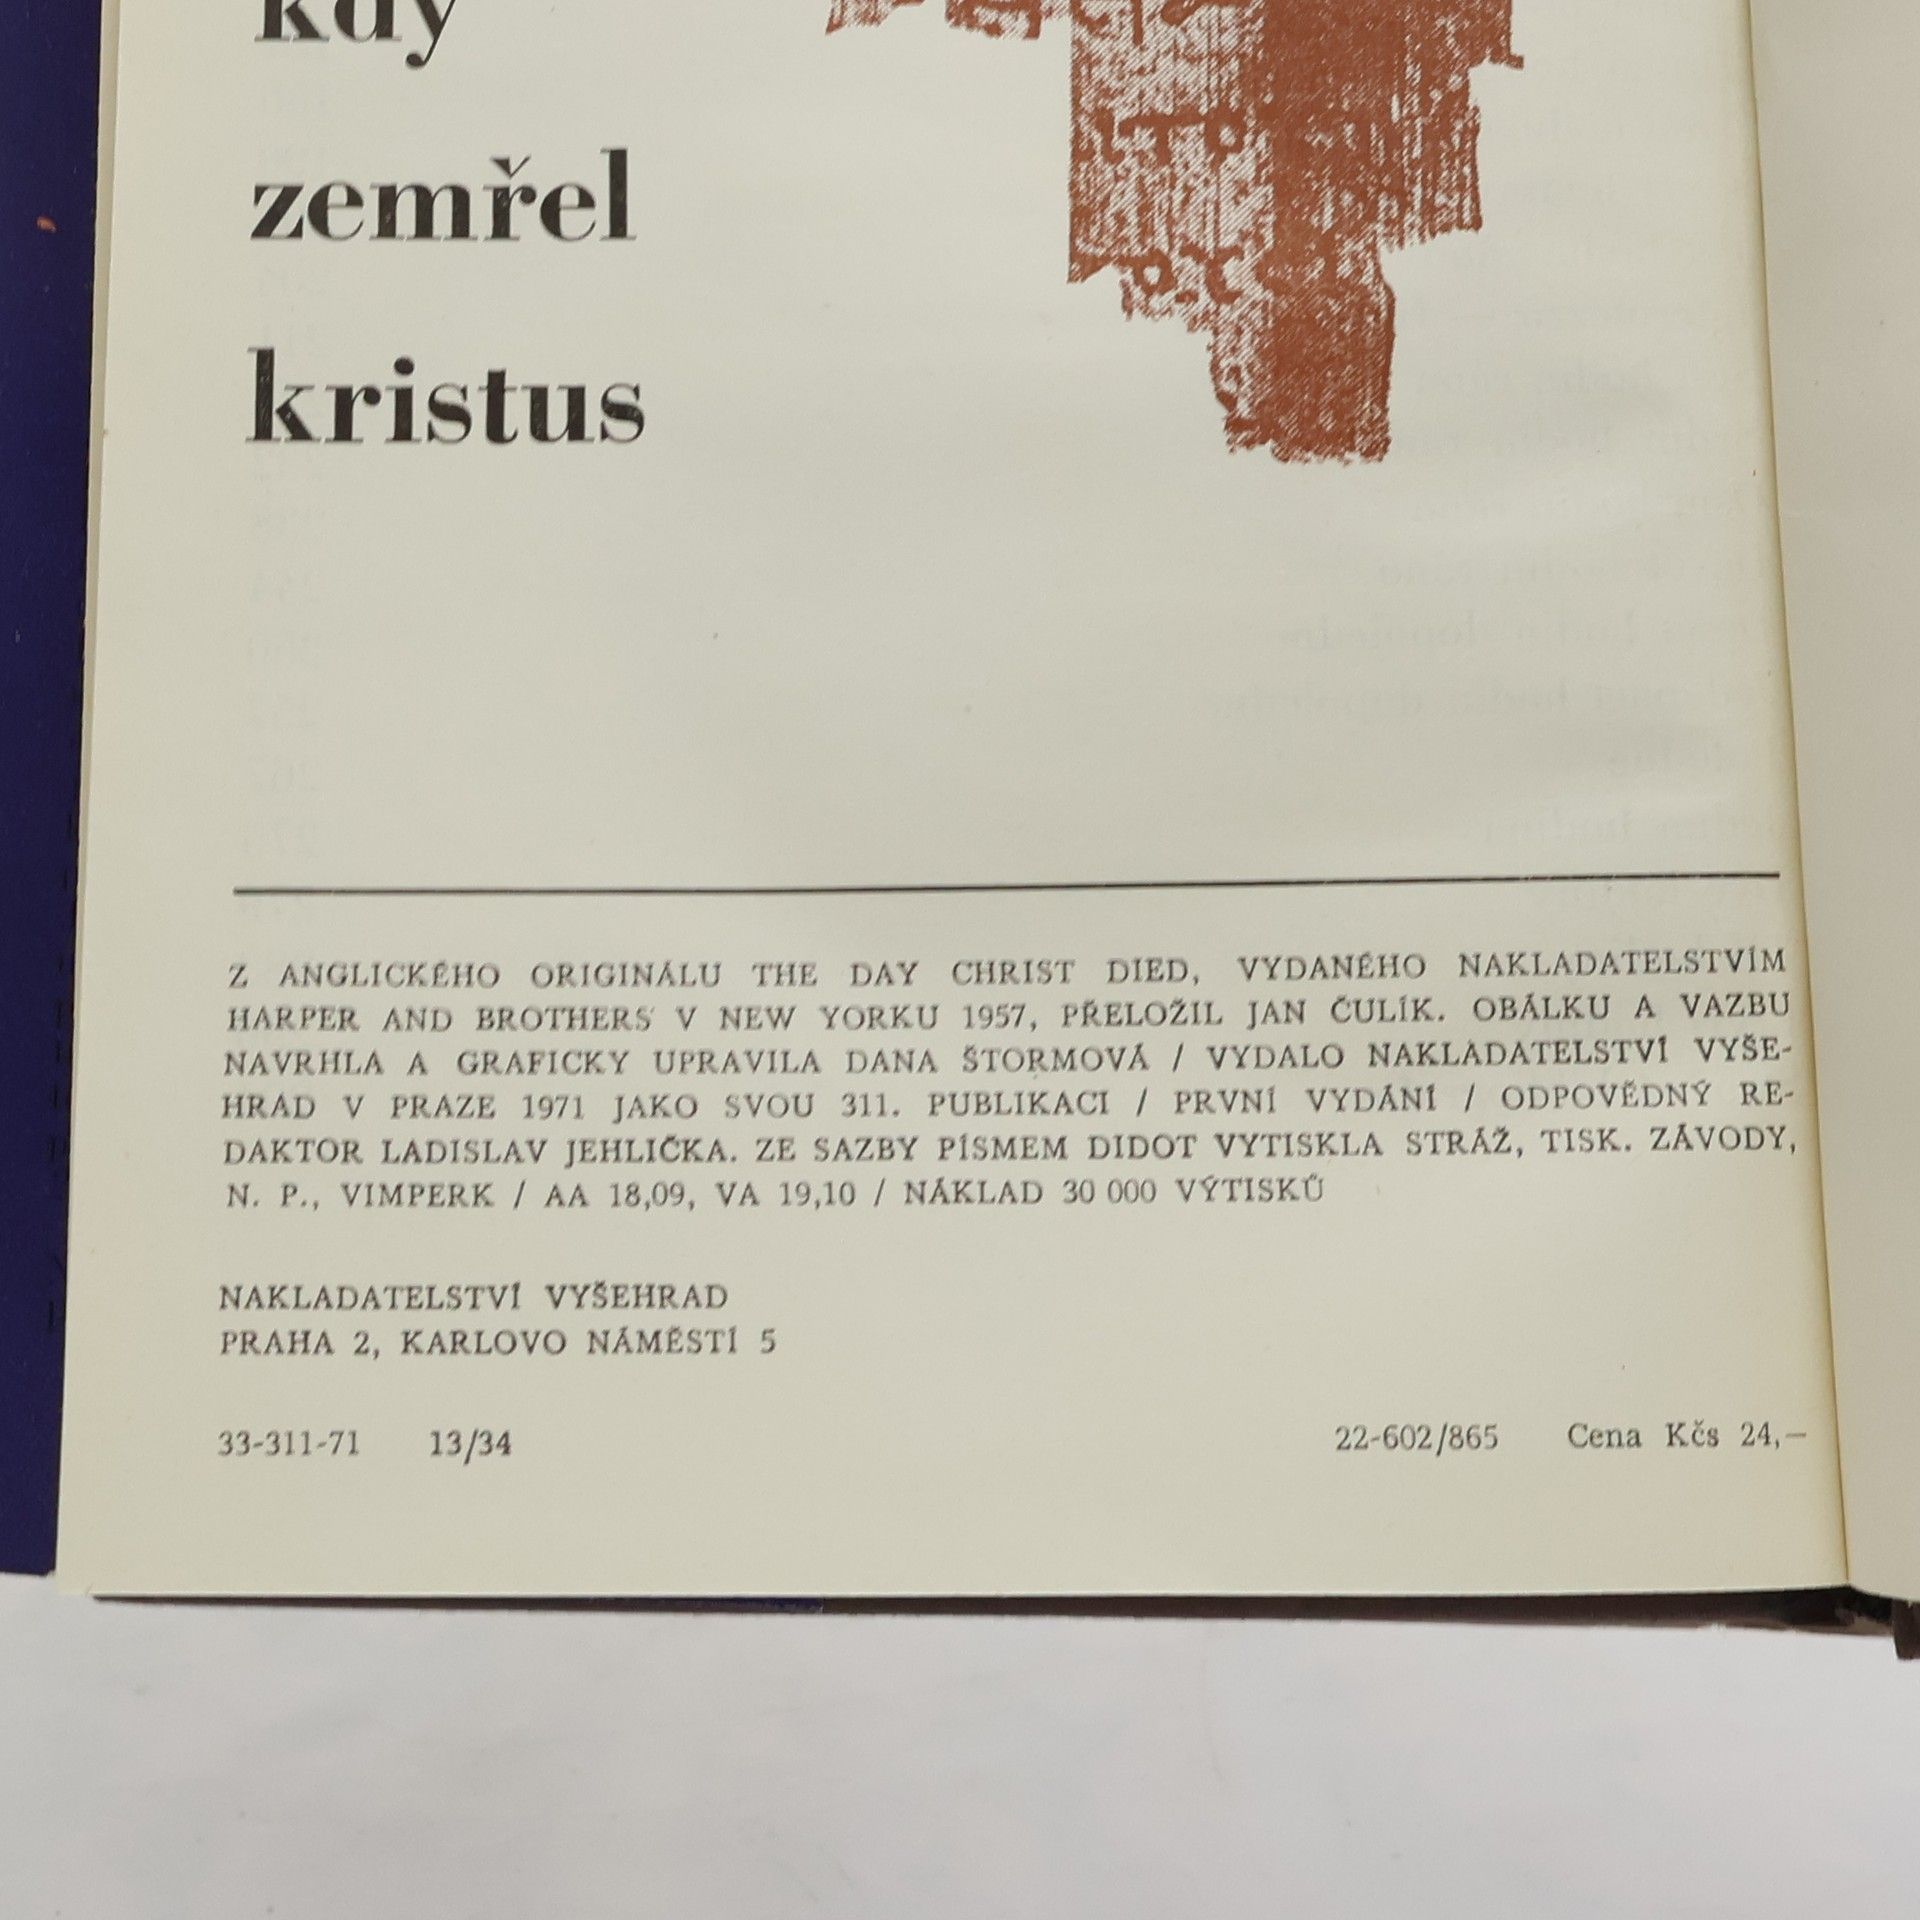 kdy
zemřel
kristus
Z ANGLICKÉHO ORIGINÁLU THE DAY CHRIST DIED, VYDANÉHO NAKLADATELSTVÍM
HARPER AND BROTHERS V NEW YORKU 1957, PŘELOŽIL JAN ČULÍK. OBÁLKU A VAZBU
NAVRHLA A GRAFICKY UPRAVILA DANA ŠTORMOVÁ / VYDALO NAKLADATELSTVÍ VYŠE-
HRAD V PRAZE 1971 JAKO SVOU 311. PUBLIKACI / PRVNÍ VYDÁNÍ / ODPOVĚDNÝ RE-
DAKTOR LADISLAV JEHLIČKA. ZE SAZBY PÍSMEM DIDOT VYTISKLA STRÁŽ, TISK. ZÁVODY,
N. P., VIMPERK / AA 18,09, VA 19,10 / NÁKLAD 30 000 VÝTISKŮ
NAKLADATELSTVÍ VYŠEHRAD
PRAHA 2, KARLOVO NÁMĚSTÍ 5
33-311-71 13/34 22-602/865 Cena Kčs 24,—